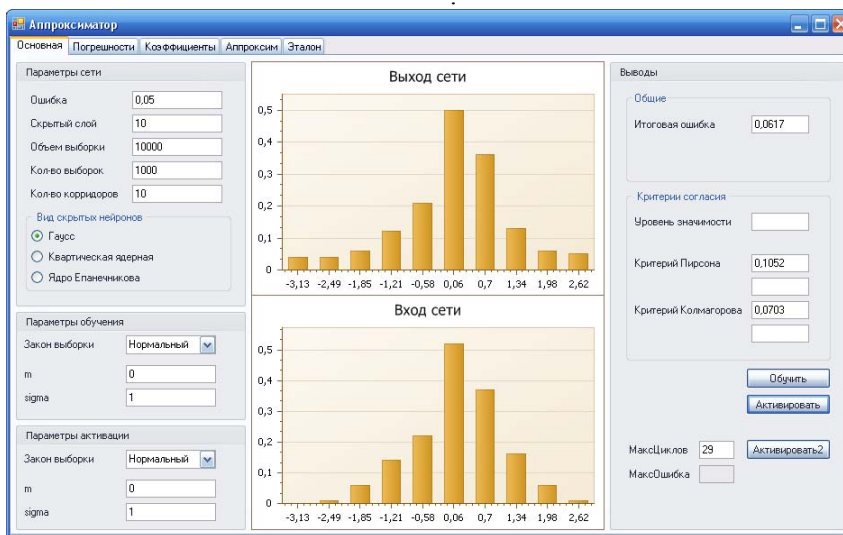 Аппроксиматор
Основная Погрешности Коэффициенты Аппроксим Эталон
Параметры сети
Ошибка 0,05
Скрытый слой 10
Объем выборки 10000
Кол-во выборок 1000
Кол-во корридоров 10
Вид скрытых нейронов
Гаусс
Квартическая ядерная
Ядро Епанечникова
Параметры обучения
Закон выборки Нормальный
m 0
sigma 1
Параметры активации
Закон выборки Нормальный
m 0
sigma 1
Выход сети
0,5
0,4
0,3
0,2
0,1
0
-3,13 -2,49 -1,85 -1,21 -0,58 0,06 0,7 1,34 1,98 2,62
Вход сети
0,5
0,4
0,3
0,2
0,1
0
-3,13 -2,49 -1,85 -1,21 -0,58 0,06 0,7 1,34 1,98 2,62
Выводы
Общие
Итоговая ошибка 0,0617
Критерии согласия
Уровень значимости
Критерий Пирсона 0,1052
Критерий Колмагорова 0,0703
Обучить
Активировать
МаксЦиклов 29 Активировать2
МаксОшибка